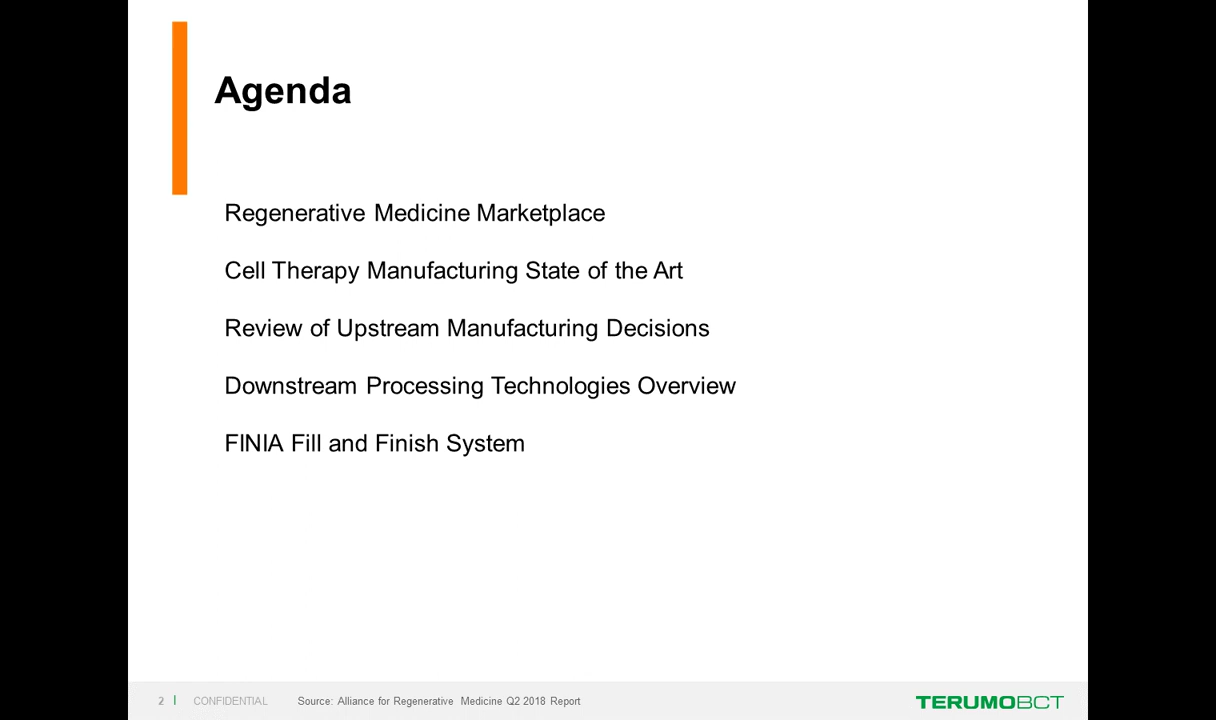 Agenda
Regenerative Medicine Marketplace
Cell Therapy Manufacturing State of the Art
Review of Upstream Manufacturing Decisions
Downstream Processing Technologies Overview
FINIA Fill and Finish System
2 | CONFIDENTIAL Source: Alliance for Regenerative Medicine Q2 2018 Report TERUMOBCT